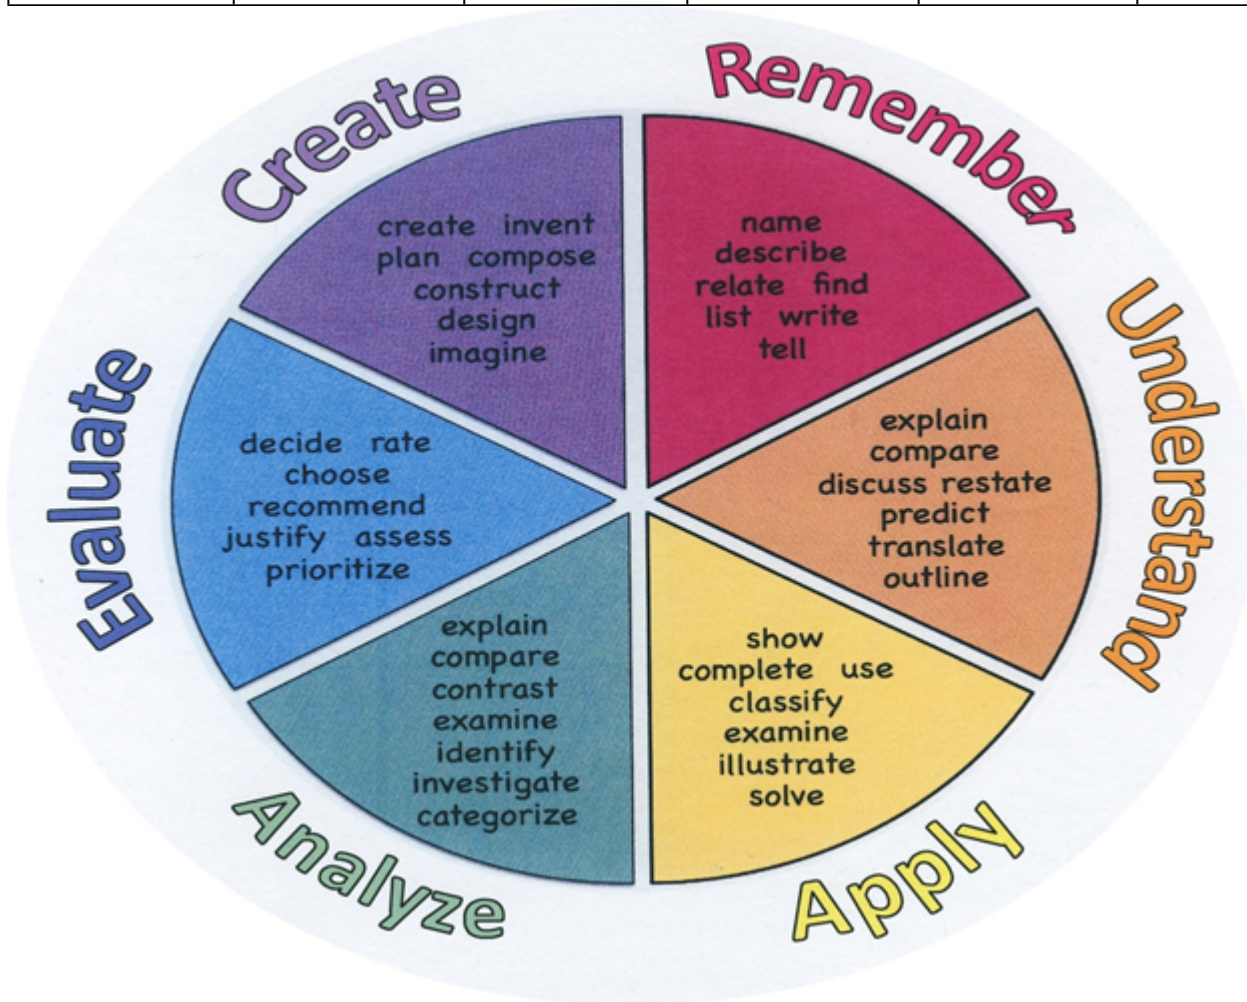 Remember
name
describe
relate find
list write
tell
Understand
explain
compare
discuss restate
predict
translate
outline
Apply
show
complete use
classify
examine
illustrate
solve
Analyze
explain
compare
contrast
examine
identify
investigate
categorize
Evaluate
decide rate
choose
recommend
justify assess
prioritize
Create
create invent
plan compose
construct
design
imagine